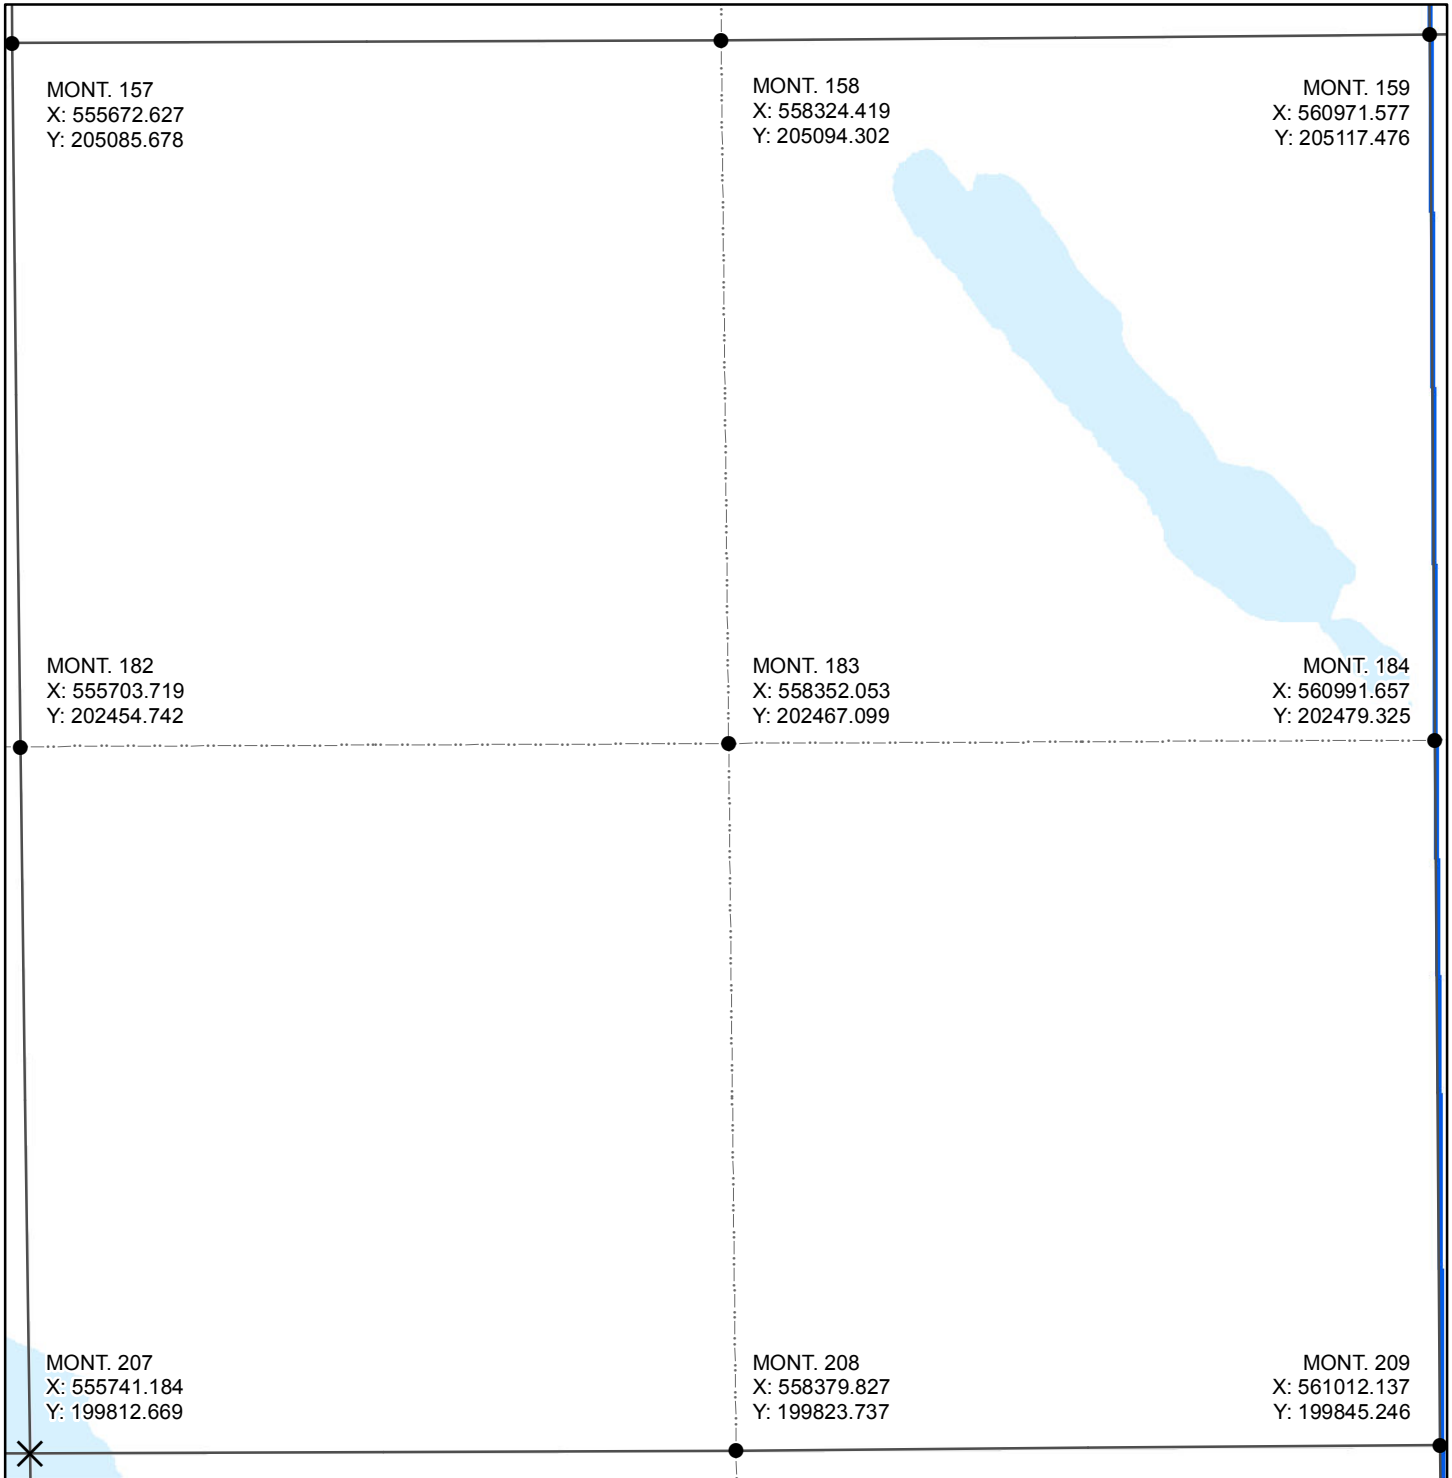 MONT. 157
X: 555672.627
Y: 205085.678
MONT. 158
X: 558324.419
Y: 205094.302
MONT. 159
X: 560971.577
Y: 205117.476
MONT. 182
X: 555703.719
Y: 202454.742
MONT. 183
X: 558352.053
Y: 202467.099
MONT. 184
X: 560991.657
Y: 202479.325
MONT. 207
X: 555741.184
Y: 199812.669
MONT. 208
X: 558379.827
Y: 199823.737
MONT. 209
X: 561012.137
Y: 199845.246